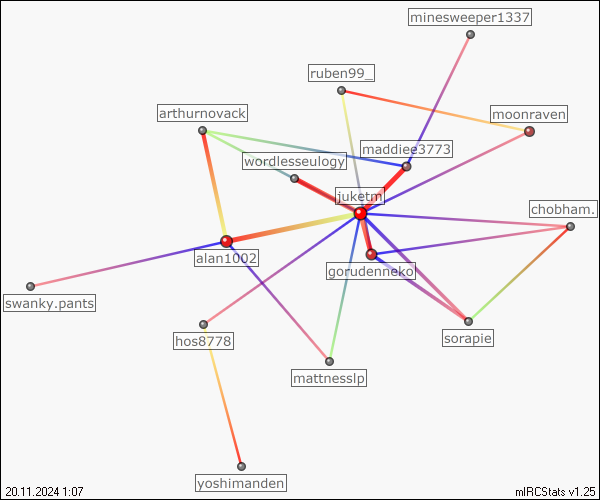 minesweeper1337
ruben99_
arthurnovack
moonraven
maddiee3773
wordlesseulogy
juketm
chobham.
alan1002
gorudenneko
swanky.pants
hos8778
sorapie
mattnesslp
yoshimanden
20.11.2024 1:07
mIRCStats v1.25